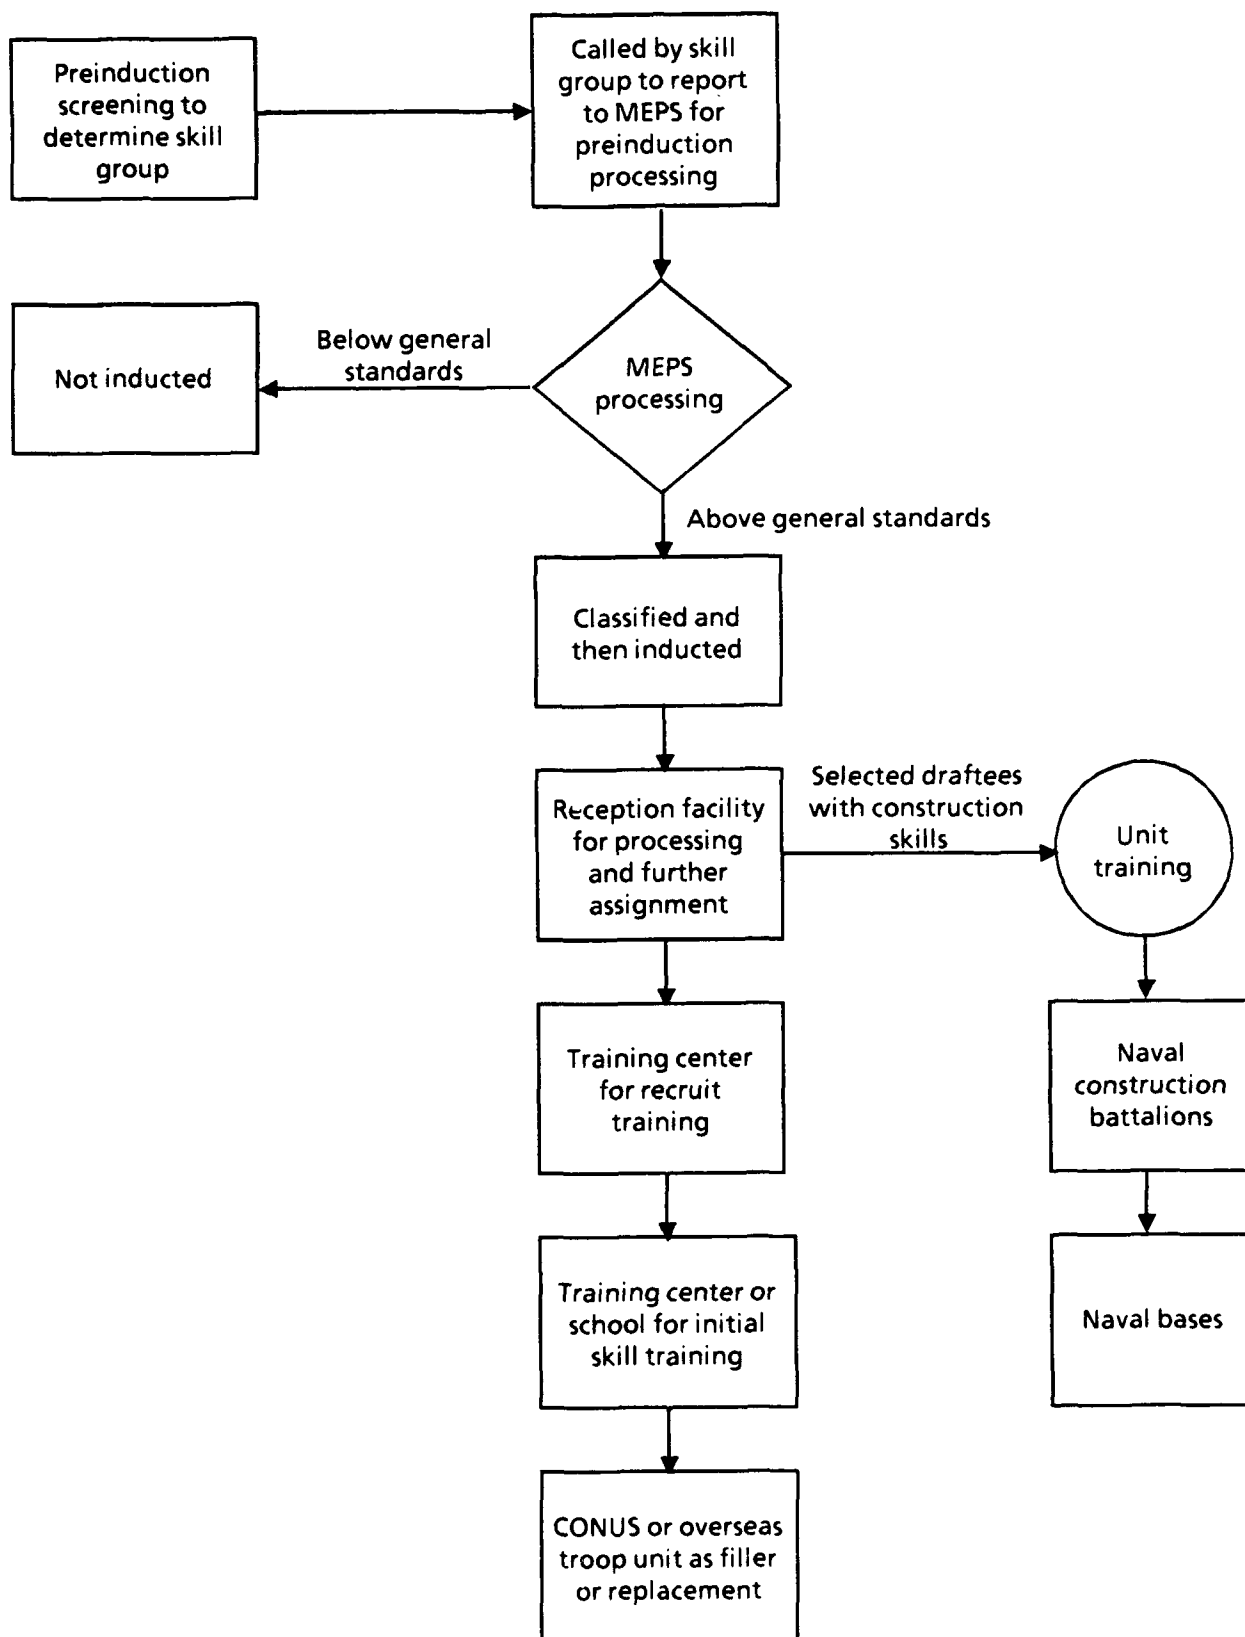 Preinduction
screening to
determine skill
group
Called by skill
group to report
to MEPS for
preinduction
processing
Below general
standards
Not inducted
MEPS
processing
Above general standards
Classified and
then inducted
Reception facility
for processing
and further
assignment
Selected draftees
with construction
skills
Unit
training
Training center
for recruit
training
Naval
construction
battalions
Training center or
school for initial
skill training
Naval bases
CONUS or overseas
troop unit as filler
or replacement